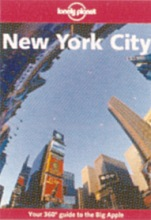 lonely planet
New York City
Your 360° guide to the Big Apple